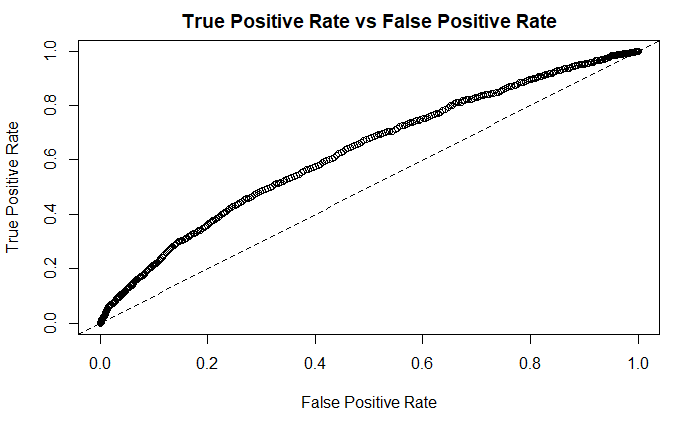 True Positive Rate vs False Positive Rate
True Positive Rate
1.0
0.8
0.6
0.4
0.2
0.0
0.0 0.2 0.4 0.6 0.8 1.0
False Positive Rate